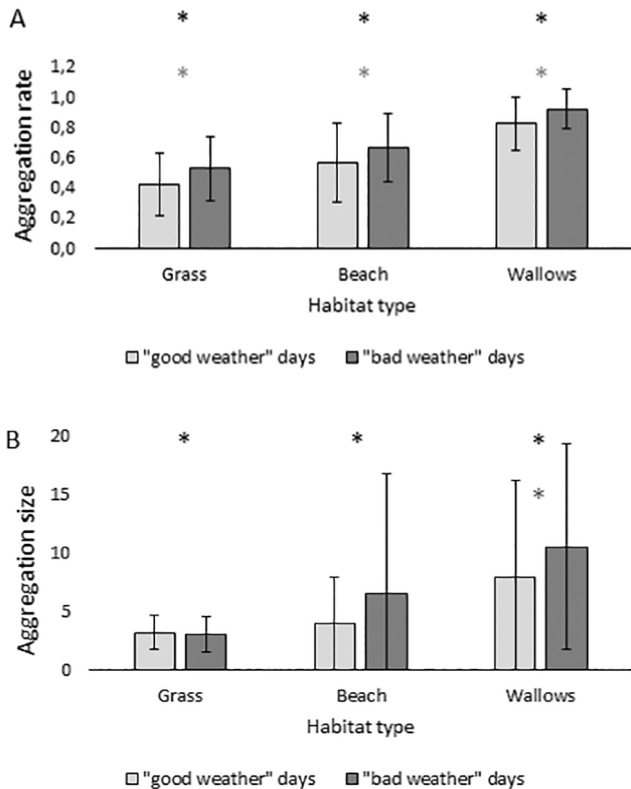 A
* * *
* * *
Aggregation rate
1,2
1,0
0,8
0,6
0,4
0,2
0,0
Grass Beach Wallows
Habitat type
"good weather" days "bad weather" days
B
* * *
*
Aggregation size
20
15
10
5
0
Grass Beach Wallows
Habitat type
"good weather" days "bad weather" days